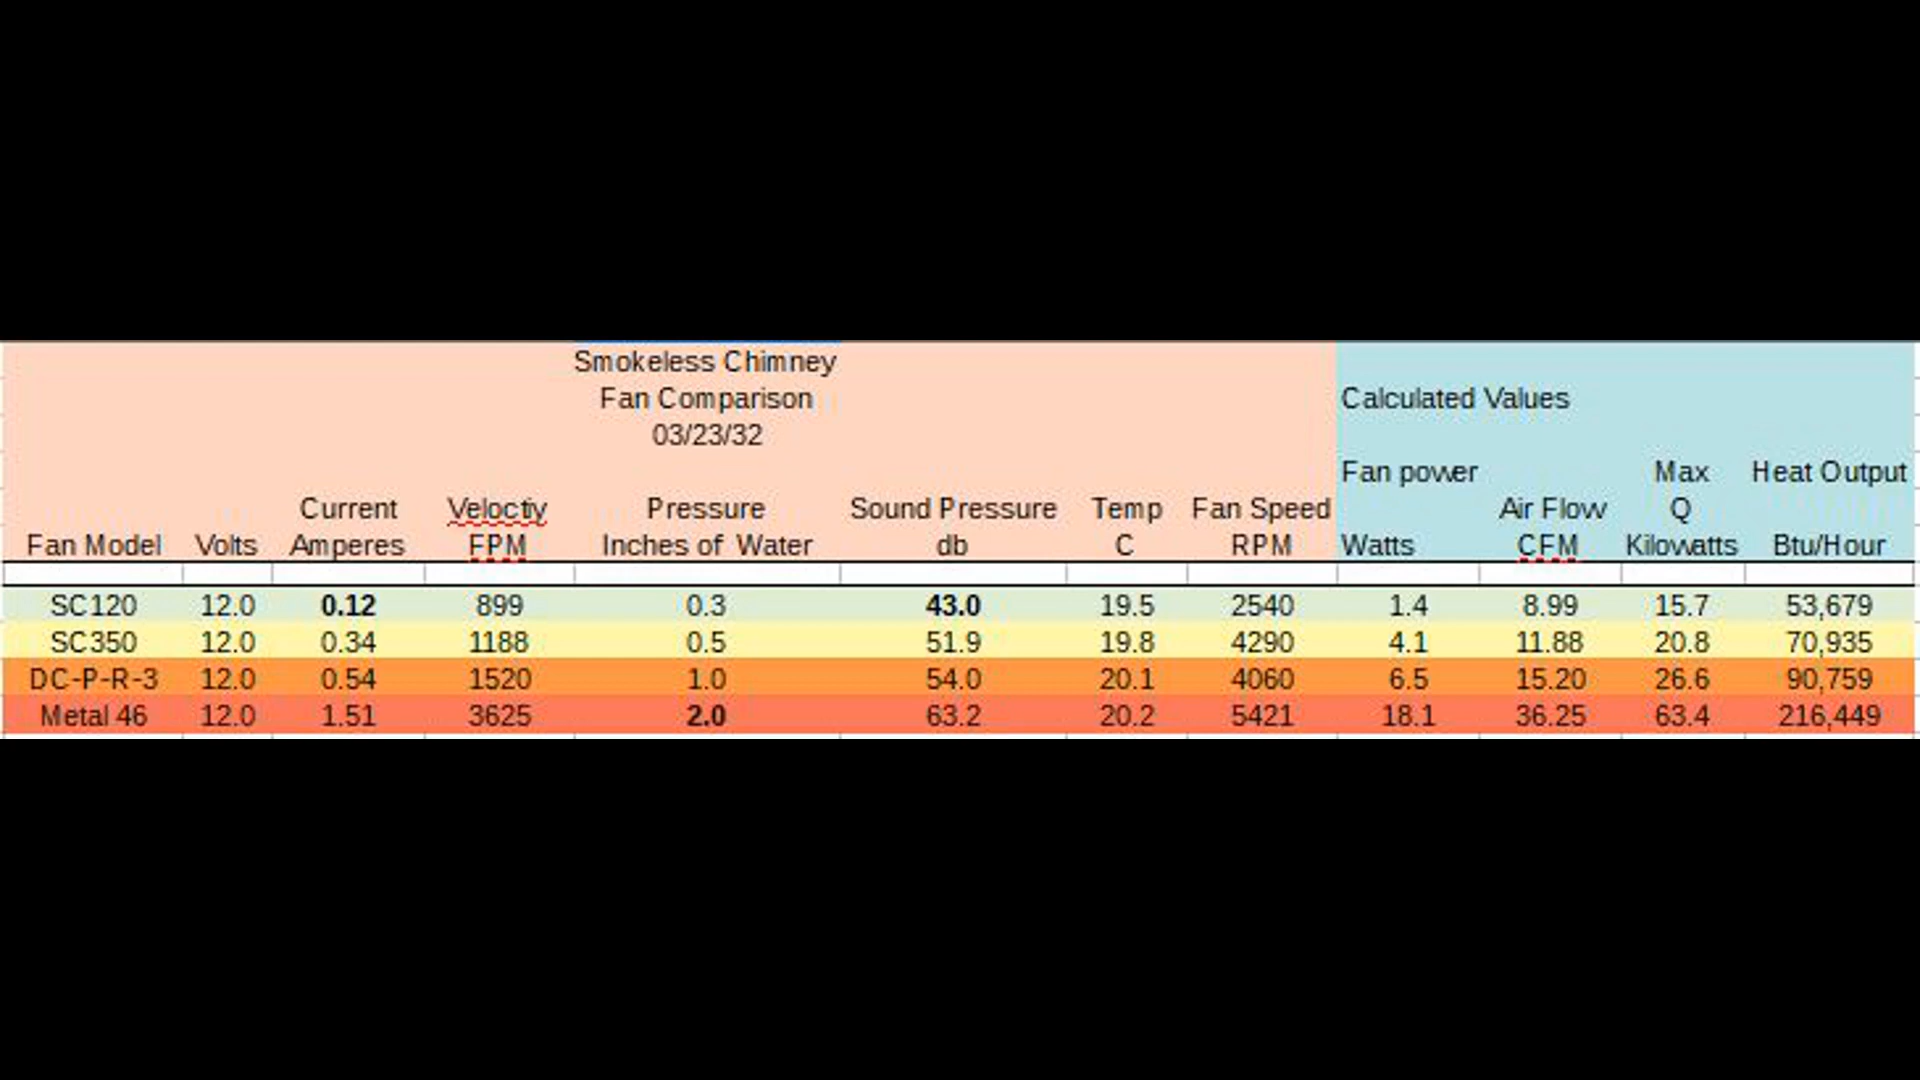 Smokeless Chimney
Fan Comparison
Calculated Values
03/23/32
Fan power Max Heat Output
Current Veloctiy Pressure Sound Pressure Temp Fan Speed Air Flow Q
Fan Model Volts Amperes FPM Inches of Water db C RPM Watts CFM Kilowatts Btu/Hour
SC120 12.0 0.12 899 0.3 43.0 19.5 2540 1.4 8.99 15.7 53,679
SC350 12.0 0.34 1188 0.5 51.9 19.8 4290 4.1 11.88 20.8 70,935
DC-P-R-3 12.0 0.54 1520 1.0 54.0 20.1 4060 6.5 15.20 26.6 90,759
Metal 46 12.0 1.51 3625 2.0 63.2 20.2 5421 18.1 36.25 63.4 216,449